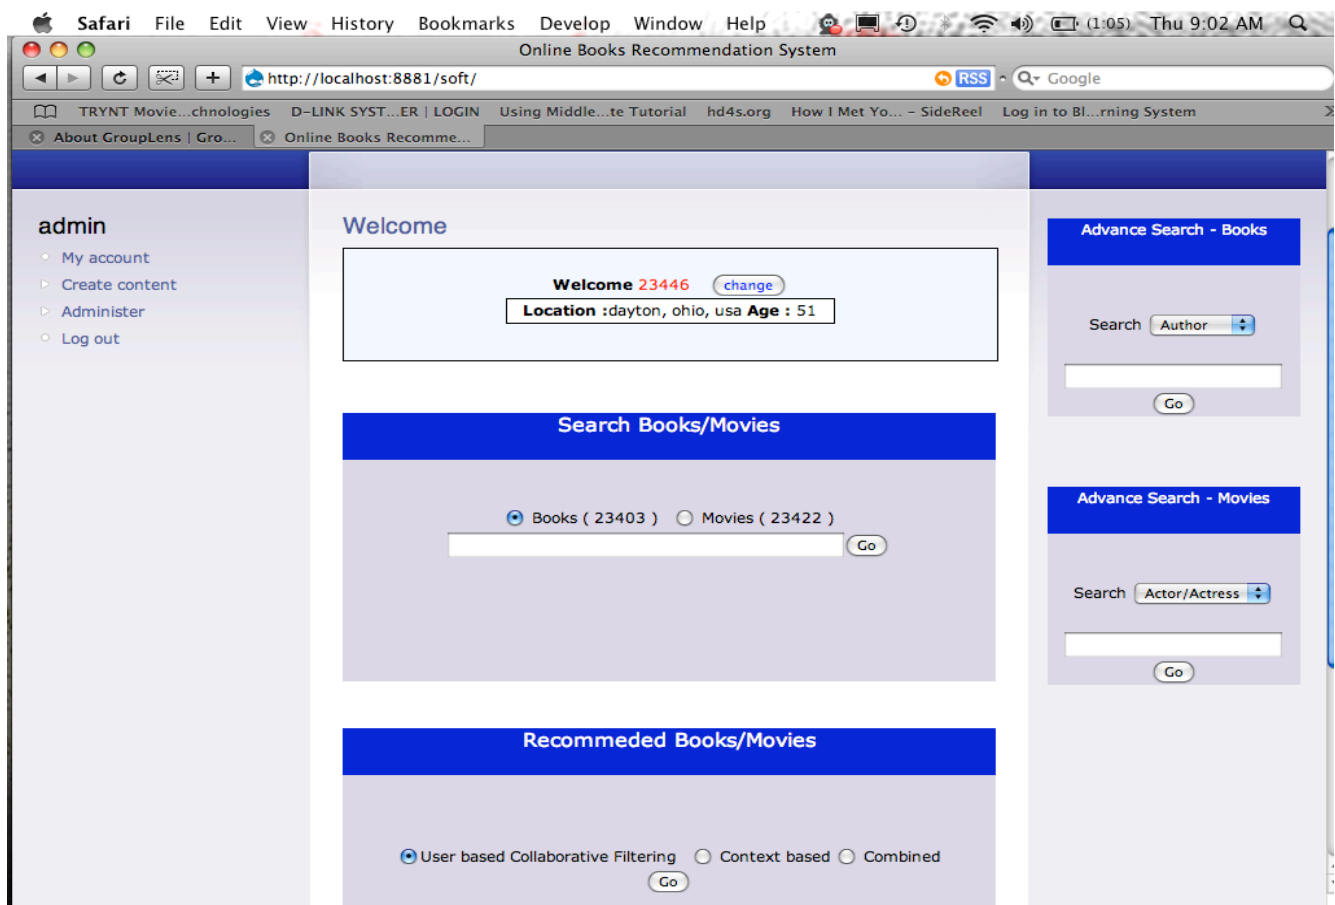 Safari File Edit View History Bookmarks Develop Window Help (1:05) Thu 9:02 AM
Online Books Recommendation System
http://localhost:8881/soft/ RSS Google
TRYNT Movie...chnologies D-LINK SYST...ER | LOGIN Using Middle...te Tutorial hd4s.org How I Met Yo... – SideReel Log in to Bl...rning System
About GroupLens | Gro... Online Books Recomme...
admin
My account
Create content
Administer
Log out
Welcome
Welcome 23446 change
Location :dayton, ohio, usa Age : 51
Search Books/Movies
Books ( 23403 ) Movies ( 23422 )
Go
Recommeded Books/Movies
User based Collaborative Filtering Context based Combined
Go
Advance Search - Books
Search Author
Go
Advance Search - Movies
Search Actor/Actress
Go